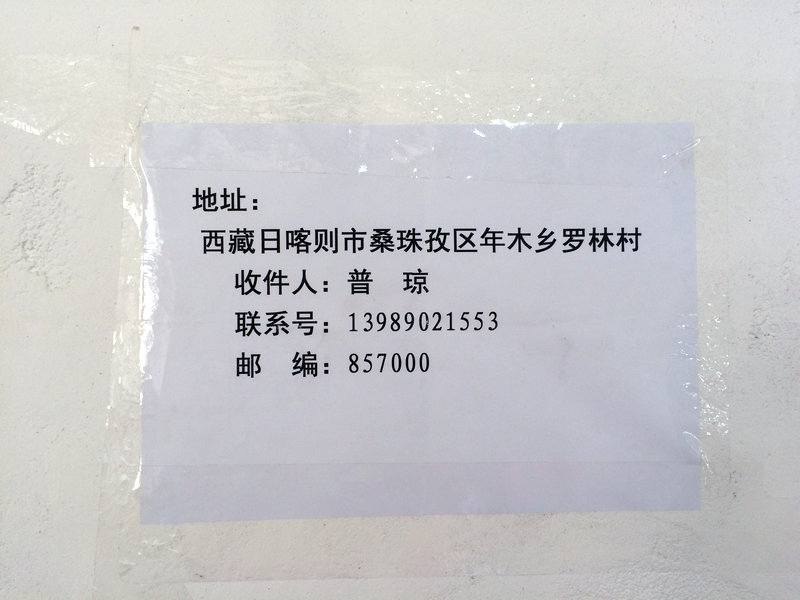 地址：
西藏日喀则市桑珠孜区年木乡罗林村
收件人：普　琼
联系号：13989021553
邮　编：857000